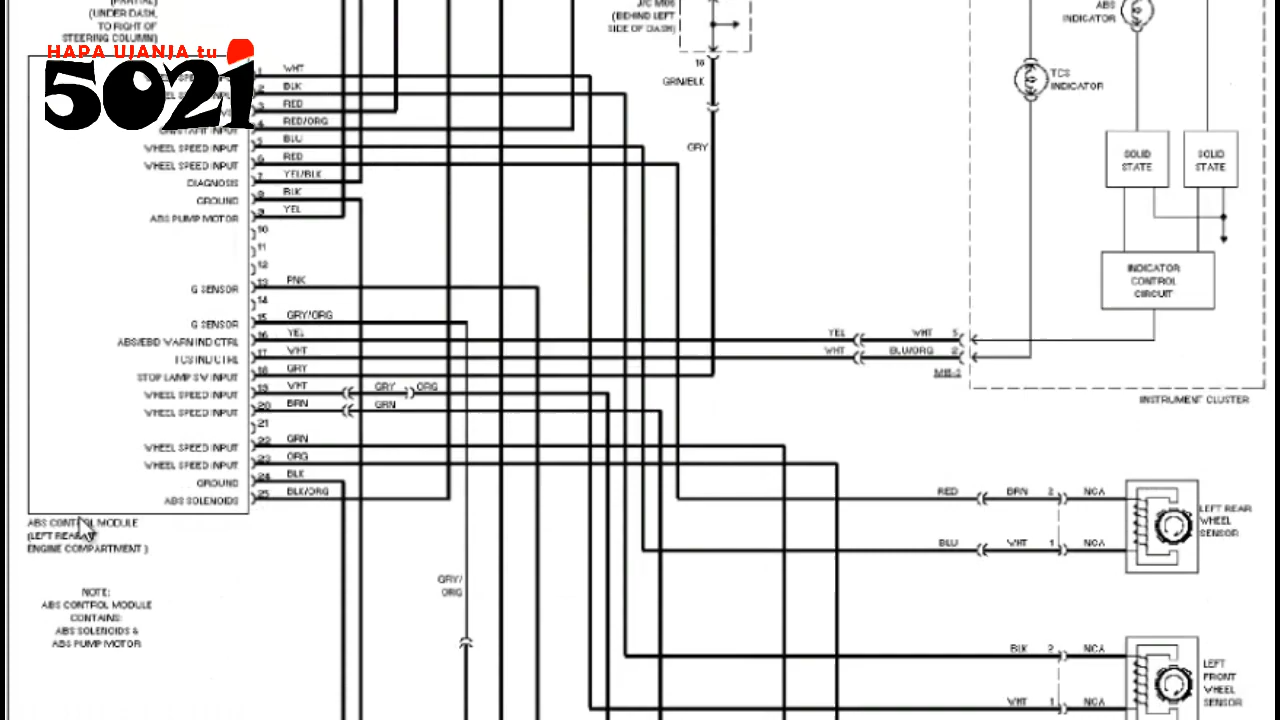 (PARTIAL)
(UNDER DASH,
TO RIGHT OF
STEERING COLUMN)
HAPA UJANJA tu
5021
1 WHT
2 BLK
3 RED
4 RED/ORG
WHEEL SPEED INPUT 5 BLU
WHEEL SPEED INPUT 6 RED
DIAGNOSIS 7 YEL/BLK
GROUND 8 BLK
ABS PUMP MOTOR 9 YEL
10
11
12
G SENSOR 13 PNK
14
G SENSOR 15 GRY/ORG
ABS/EBD WARN IND CTRL 16 YEL
TCS IND CTRL 17 WHT
STOP LAMP SW INPUT 18 GRY
WHEEL SPEED INPUT 19 WHT GRY 1 ORG
WHEEL SPEED INPUT 20 BRN GRN
21
WHEEL SPEED INPUT 22 GRN
WHEEL SPEED INPUT 23 ORG
GROUND 24 BLK
ABS SOLENOIDS 25 BLK/ORG
ABS CONTROL MODULE
(LEFT REAR OF
ENGINE COMPARTMENT )
NOTE:
ABS CONTROL MODULE
CONTAINS:
ABS SOLENOIDS &
ABS PUMP MOTOR
GRY/
ORG
(BEHIND LEFT
SIDE OF DASH)
16
GRN/BLK
GRY
ABS
INDICATOR
TCS
INDICATOR
SOLID
STATE
SOLID
STATE
INDICATOR
CONTROL
CIRCUIT
YEL WHT 5
WHT BLU/ORG 2
INSTRUMENT CLUSTER
RED BRN 2 NCA
BLU WHT 1 NCA
LEFT REAR
WHEEL
SENSOR
BLK 2 NCA
WHT 1 NCA
LEFT
FRONT
WHEEL
SENSOR